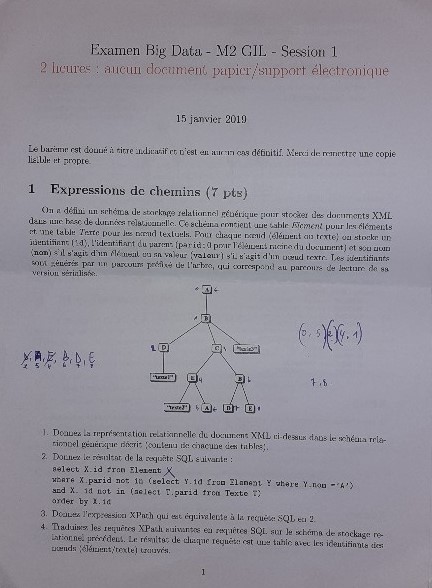 Examen Big Data - M2 GIL - Session 1
2 heures : aucun document papier/support électronique
15 janvier 2019
Le barème est donné à titre indicatif et n'est en aucun cas définitif. Merci de remettre une copie
lisible et propre.
1 Expressions de chemins (7 pts)
On a défini un schéma de stockage relationnel générique pour stocker des documents XML
dans une base de données relationnelle. Ce schéma contient une table Element pour les éléments
et une table Texte pour les nœud textuels. Pour chaque nœud (élément ou texte) on stocke un
identifiant (id), l'identifiant du parent (parid; 0 pour l'élément racine du document) et son nom
(nom) s'il s'agit d'un élément ou sa valeur (valeur) s'il s'agit d'un nœud texte. Les identifiants
sont générés par un parcours préfixé de l'arbre, qui correspond au parcours de lecture de sa
version sérialisée.
A
B
D C "texte3"
"texte1" E B
"texte2" A D E
7,8
1. Donnez la représentation relationnelle du document XML ci-dessus dans le schéma rela-
tionnel générique décrit (contenu de chacune des tables).
2. Donnez le résultat de la requête SQL suivante :
select X.id from Element X
where X.parid not in (select Y.id from Element Y where Y.nom ='A')
and X. id not in (select T.parid from Texte T)
order by X.id
3. Donnez l'expression XPath qui est équivalente à la requête SQL en 2.
4. Traduisez les requêtes XPath suivantes en requêtes SQL sur le schéma de stockage re-
lationnel précédent. Le résultat de chaque requête est une table avec les identifiants des
nœuds (élément/texte) trouvés.
1